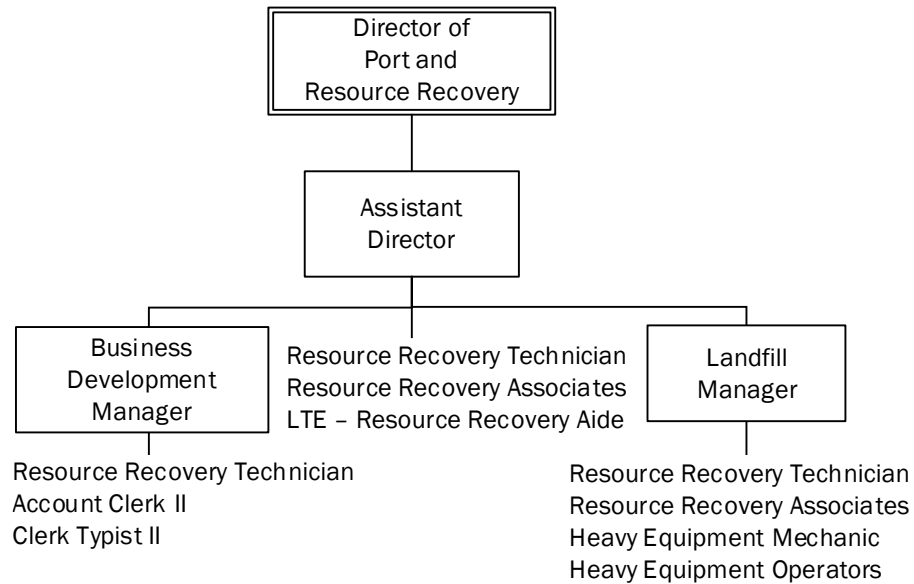 Director of
Port and
Resource Recovery
Assistant
Director
Business
Development
Manager
Resource Recovery Technician
Resource Recovery Associates
LTE – Resource Recovery Aide
Landfill
Manager
Resource Recovery Technician
Account Clerk II
Clerk Typist II
Resource Recovery Technician
Resource Recovery Associates
Heavy Equipment Mechanic
Heavy Equipment Operators